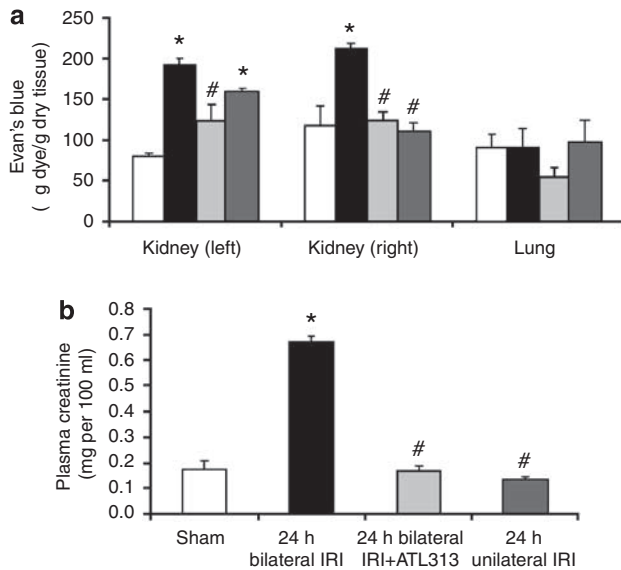 a
Evan's blue
( g dye/g dry tissue)
250
200
150
100
50
0
*
#
*
*
#
#
Kidney (left)
Kidney (right)
Lung
b
Plasma creatinine
(mg per 100 ml)
0.8
0.7
0.6
0.5
0.4
0.3
0.2
0.1
0.0
*
#
#
Sham
24 h
bilateral IRI
24 h bilateral
IRI+ATL313
24 h
unilateral IRI